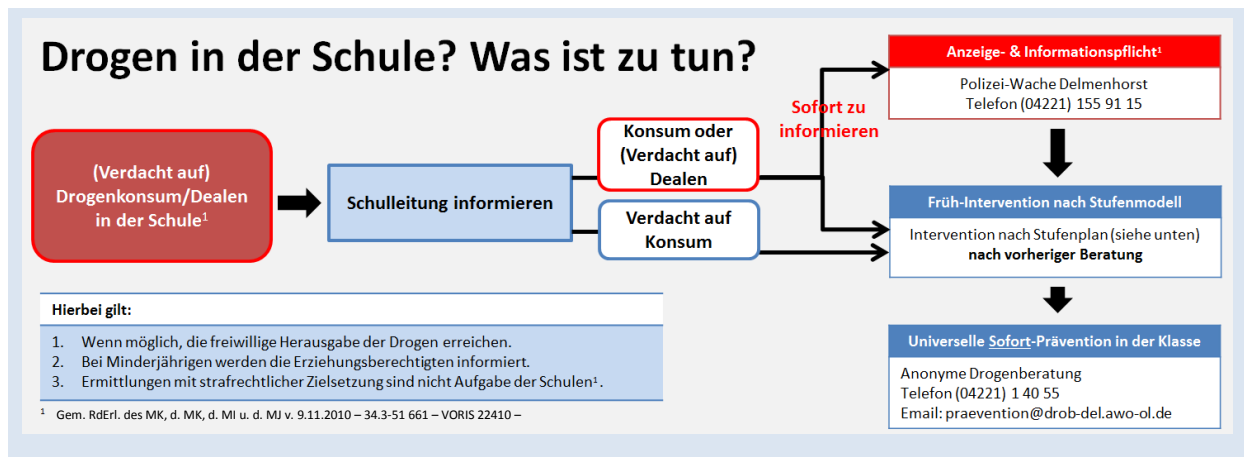 Drogen in der Schule? Was ist zu tun?
(Verdacht auf)
Drogenkonsum/Dealen
in der Schule¹
Schulleitung informieren
Konsum oder
(Verdacht auf)
Dealen
Verdacht auf
Konsum
Sofort zu
informieren
Anzeige- & Informationspflicht¹
Polizei-Wache Delmenhorst
Telefon (04221) 155 91 15
Früh-Intervention nach Stufenmodell
Intervention nach Stufenplan (siehe unten)
nach vorheriger Beratung
Universelle Sofort-Prävention in der Klasse
Anonyme Drogenberatung
Telefon (04221) 1 40 55
Email: praevention@drob-del.awo-ol.de
Hierbei gilt:
1. Wenn möglich, die freiwillige Herausgabe der Drogen erreichen.
2. Bei Minderjährigen werden die Erziehungsberechtigten informiert.
3. Ermittlungen mit strafrechtlicher Zielsetzung sind nicht Aufgabe der Schulen¹.
¹ Gem. RdErl. des MK, d. MK, d. MI u. d. MJ v. 9.11.2010 – 34.3-51 661 – VORIS 22410 –